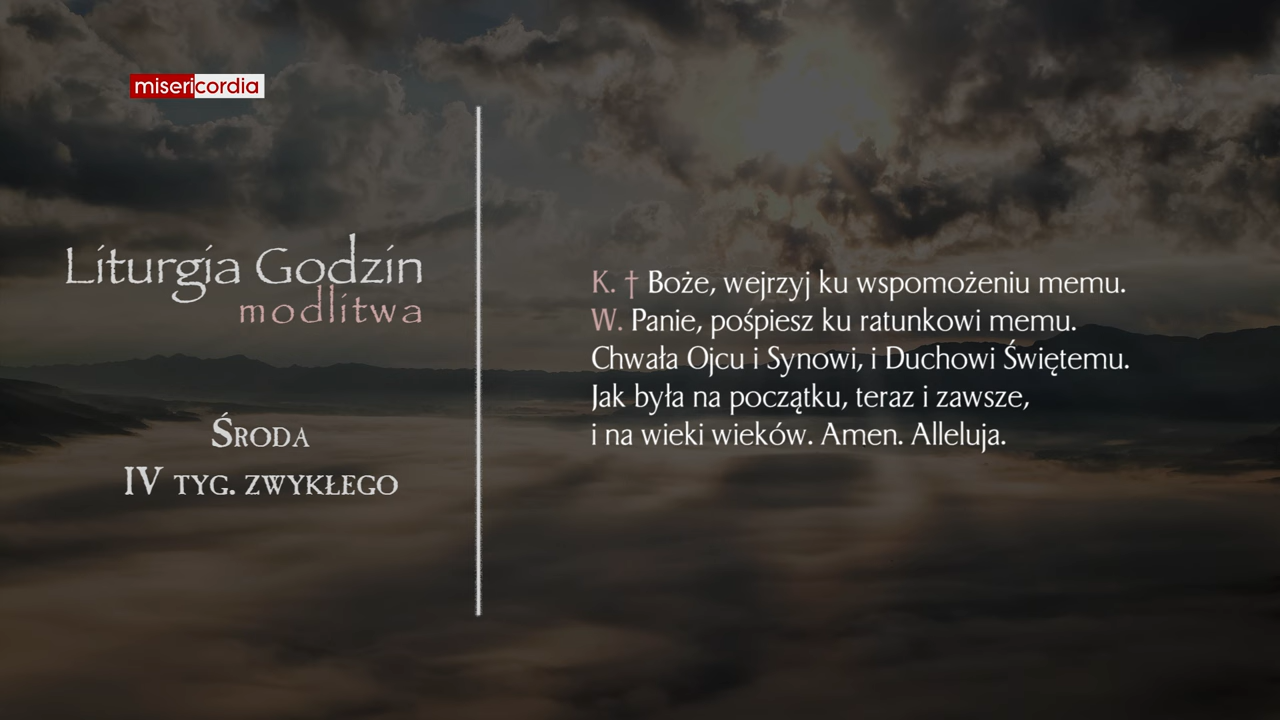 misericordia
Liturgia Godzin
modlitwa
Środa
IV tyg. zwykłego
K. † Boże, wejrzyj ku wspomożeniu memu.
W. Panie, pośpiesz ku ratunkowi memu.
Chwała Ojcu i Synowi, i Duchowi Świętemu.
Jak była na początku, teraz i zawsze,
i na wieki wieków. Amen. Alleluja.